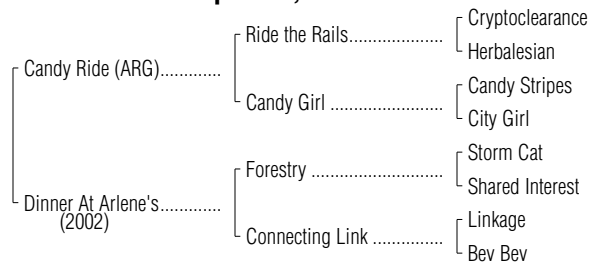 Cryptoclearance
Ride the Rails
Herbalesian
Candy Ride (ARG)
Candy Stripes
Candy Girl
City Girl
Storm Cat
Forestry
Shared Interest
Dinner At Arlene's
(2002)
Linkage
Connecting Link
Bev Bev